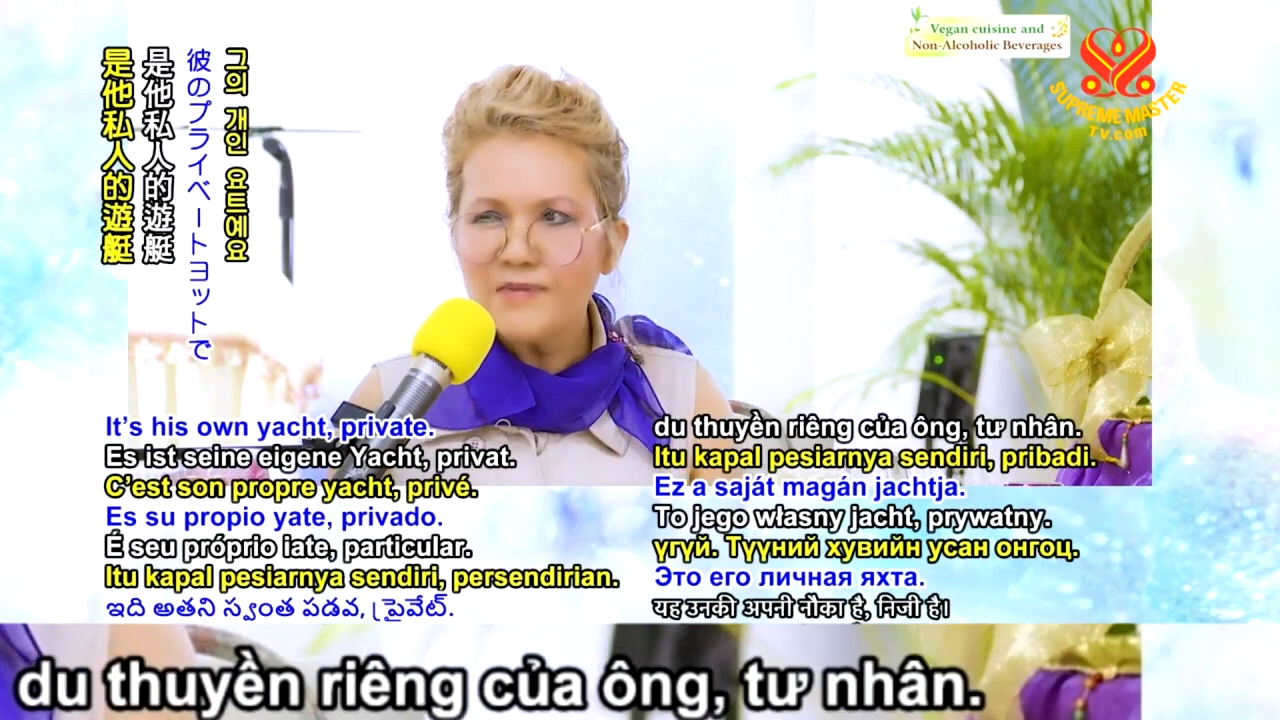 Vegan cuisine and
Non-Alcoholic Beverages
SUPREME MASTER
TV.com
是他私人的遊艇
是他私人的遊艇
彼のプライベートヨットで
그의 개인 요트예요
It's his own yacht, private.
Es ist seine eigene Yacht, privat.
C'est son propre yacht, privé.
Es su propio yate, privado.
É seu próprio iate, particular.
Itu kapal pesiarnya sendiri, persendirian.
ఇది అతని స్వంత పడవ, ప్రైవేట్.
du thuyền riêng của ông, tư nhân.
Itu kapal pesiarnya sendiri, pribadi.
Ez a saját magán jachtja.
To jego własny jacht, prywatny.
үгүй. Түүний хувийн усан онгоц.
Это его личная яхта.
यह उनकी अपनी नौका है, निजी है।
du thuyền riêng của ông, tư nhân.